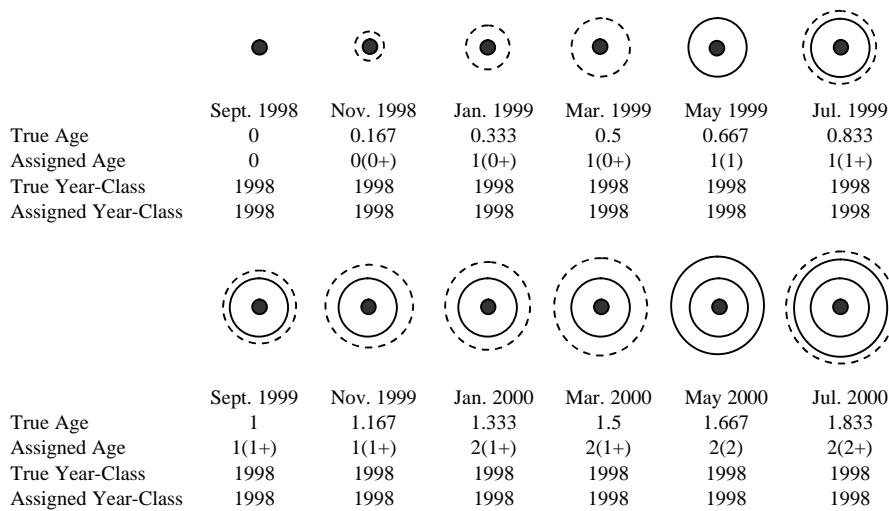 Sept. 1998 Nov. 1998 Jan. 1999 Mar. 1999 May 1999 Jul. 1999
True Age 0 0.167 0.333 0.5 0.667 0.833
Assigned Age 0 0(0+) 1(0+) 1(0+) 1(1) 1(1+)
True Year-Class 1998 1998 1998 1998 1998 1998
Assigned Year-Class 1998 1998 1998 1998 1998 1998
Sept. 1999 Nov. 1999 Jan. 2000 Mar. 2000 May 2000 Jul. 2000
True Age 1 1.167 1.333 1.5 1.667 1.833
Assigned Age 1(1+) 1(1+) 2(1+) 2(1+) 2(2) 2(2+)
True Year-Class 1998 1998 1998 1998 1998 1998
Assigned Year-Class 1998 1998 1998 1998 1998 1998